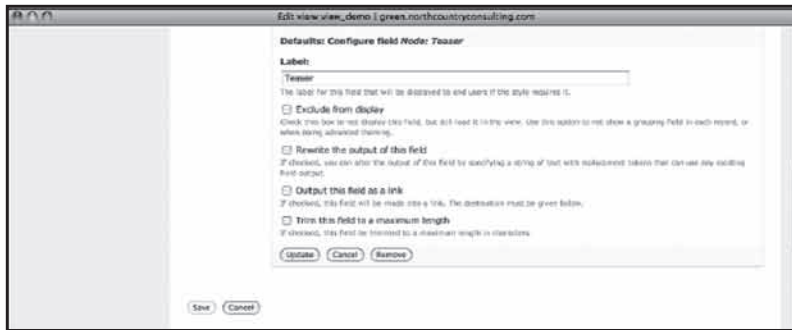 Edit view view_demo | green.northcountryconsulting.com
Defaults: Configure field Node: Teaser
Label:
Teaser
The label for this field that will be displayed to end users if the style requires it.
Exclude from display
Check this box to not display this field, but still load it in the view. Use this option to not show a grouping field in each record, or
when doing advanced theming.
Rewrite the output of this field
If checked, you can alter the output of this field by specifying a string of text with replacement tokens that can use any existing
field output.
Output this field as a link
If checked, this field will be made into a link. The destination must be given below.
Trim this field to a maximum length
If checked, this field be trimmed to a maximum length in characters.
Update Cancel Remove
Save Cancel